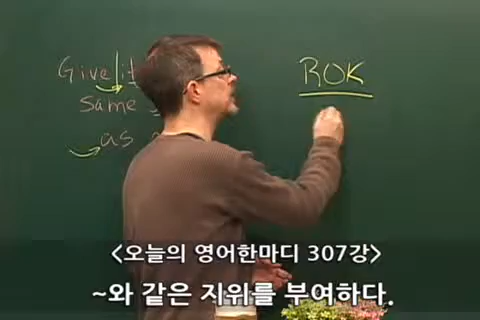 Give it
same
as
ROK
<오늘의 영어한마디 307강>
~와 같은 지위를 부여하다.